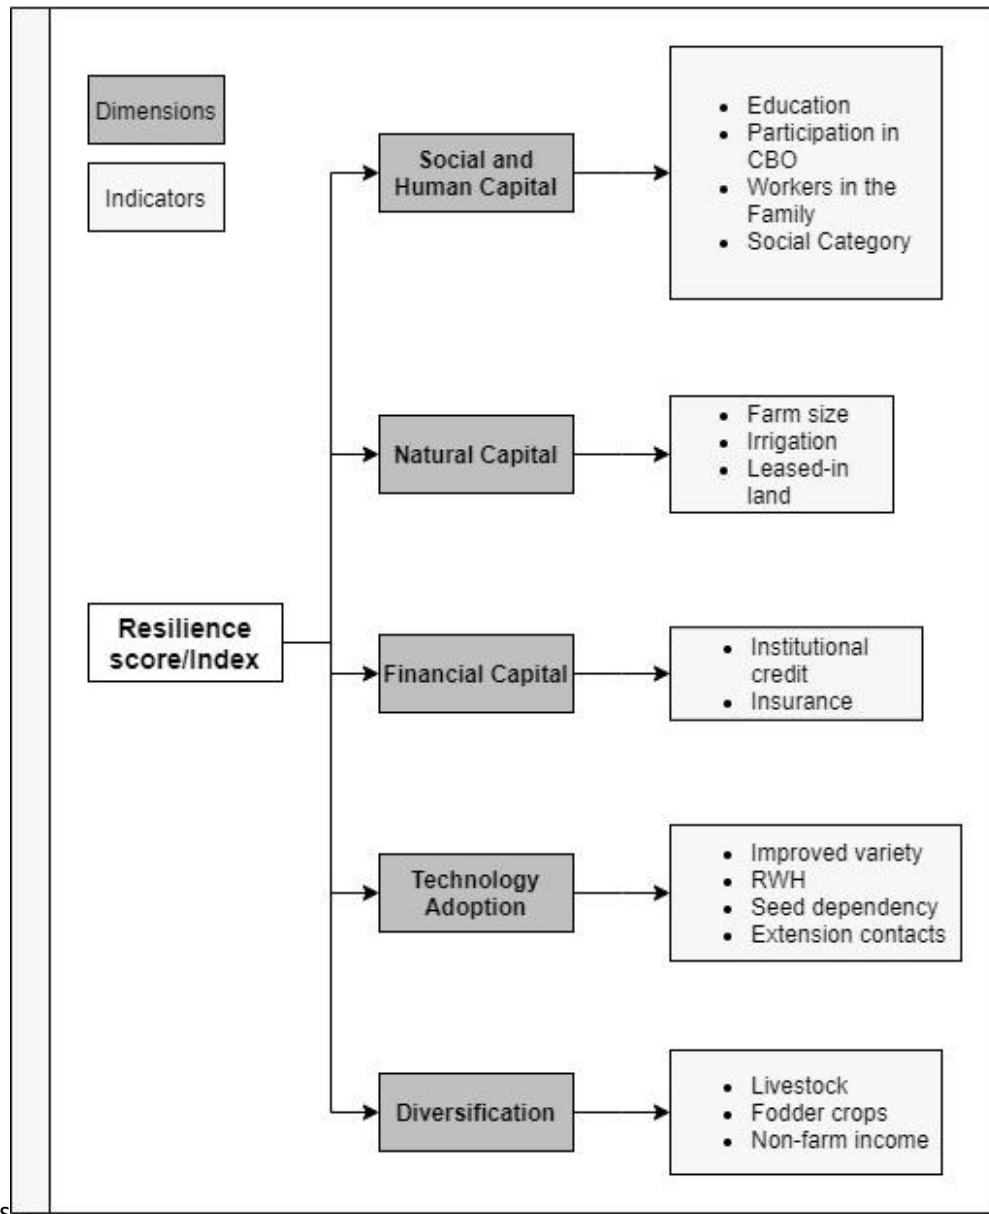 Dimensions
Indicators
Social and
Human Capital
• Education
• Participation in
CBO
• Workers in the
Family
• Social Category
Natural Capital
• Farm size
• Irrigation
• Leased-in
land
Resilience
score/Index
Financial Capital
• Institutional
credit
• Insurance
Technology
Adoption
• Improved variety
• RWH
• Seed dependency
• Extension contacts
Diversification
• Livestock
• Fodder crops
• Non-farm income
s